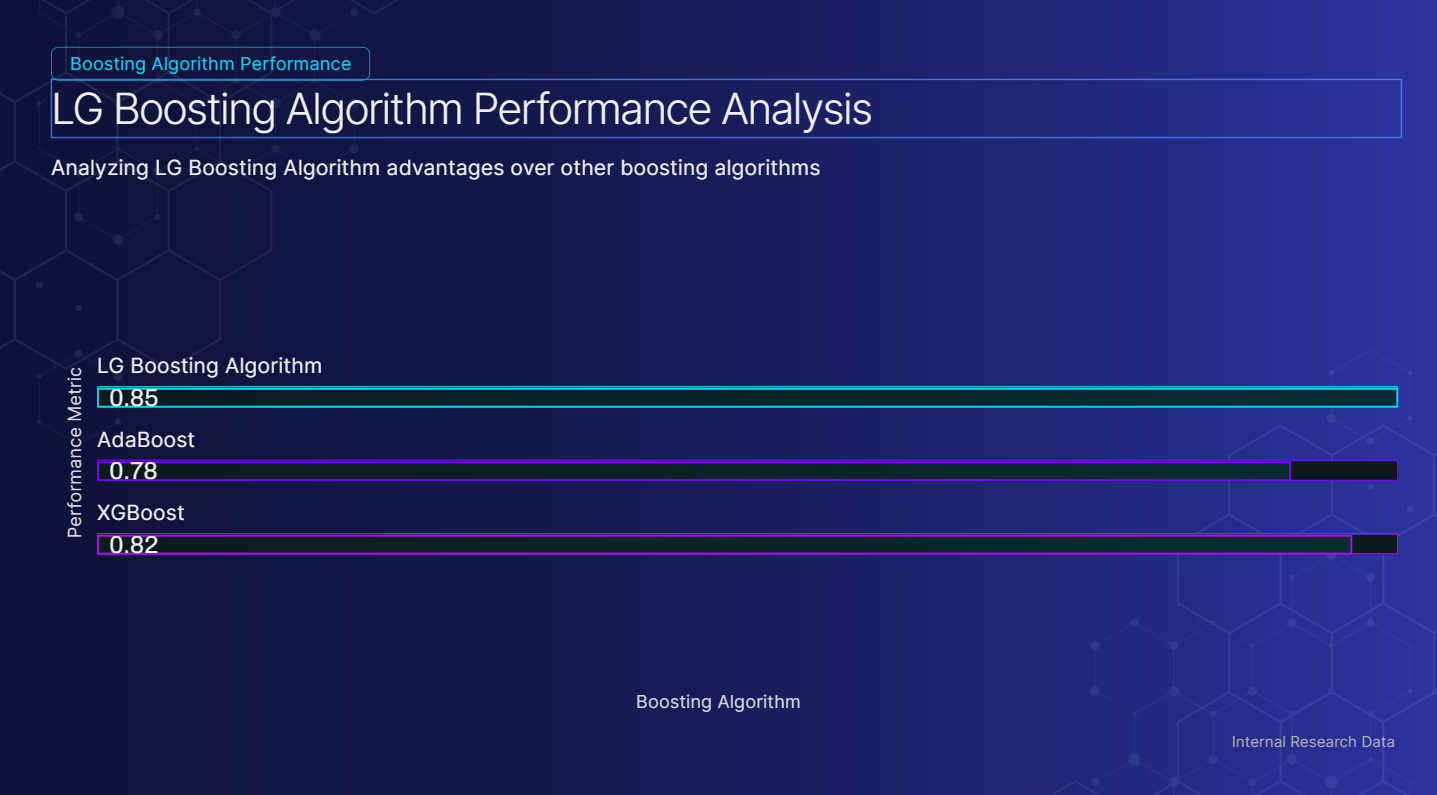 Boosting Algorithm Performance
LG Boosting Algorithm Performance Analysis
Analyzing LG Boosting Algorithm advantages over other boosting algorithms
Performance Metric
LG Boosting Algorithm
0.85
AdaBoost
0.78
XGBoost
0.82
Boosting Algorithm
Internal Research Data